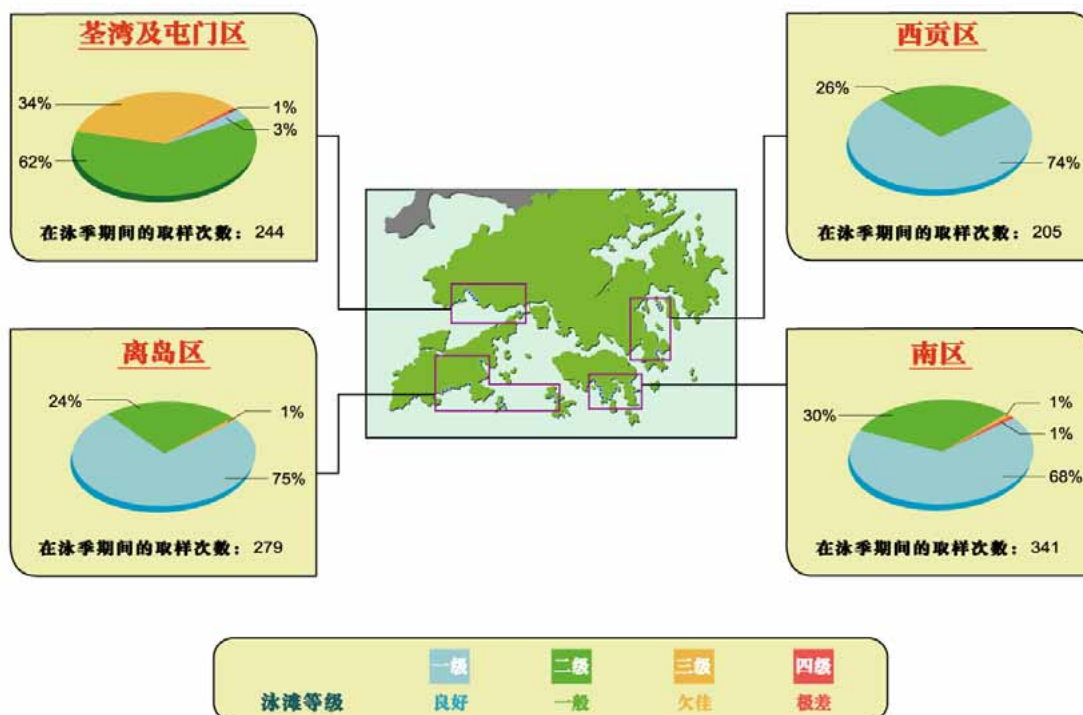 荃湾及屯门区
34%
1%
3%
62%
在泳季期间的取样次数：244
西贡区
26%
74%
在泳季期间的取样次数：205
离岛区
24%
1%
75%
在泳季期间的取样次数：279
南区
30%
1%
1%
68%
在泳季期间的取样次数：341
一级 二级 三级 四级
泳滩等级 良好 一般 欠佳 极差